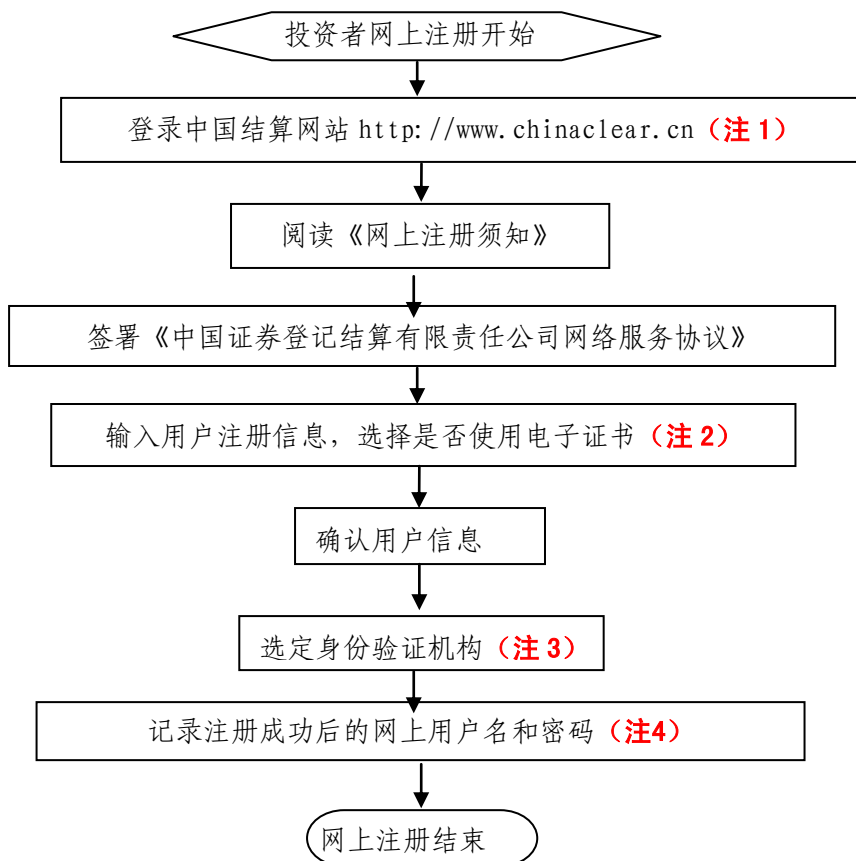 投资者网上注册开始
登录中国结算网站 http://www.chinaclear.cn（注 1）
阅读《网上注册须知》
签署《中国证券登记结算有限责任公司网络服务协议》
输入用户注册信息，选择是否使用电子证书（注 2）
确认用户信息
选定身份验证机构（注 3）
记录注册成功后的网上用户名和密码（注4）
网上注册结束